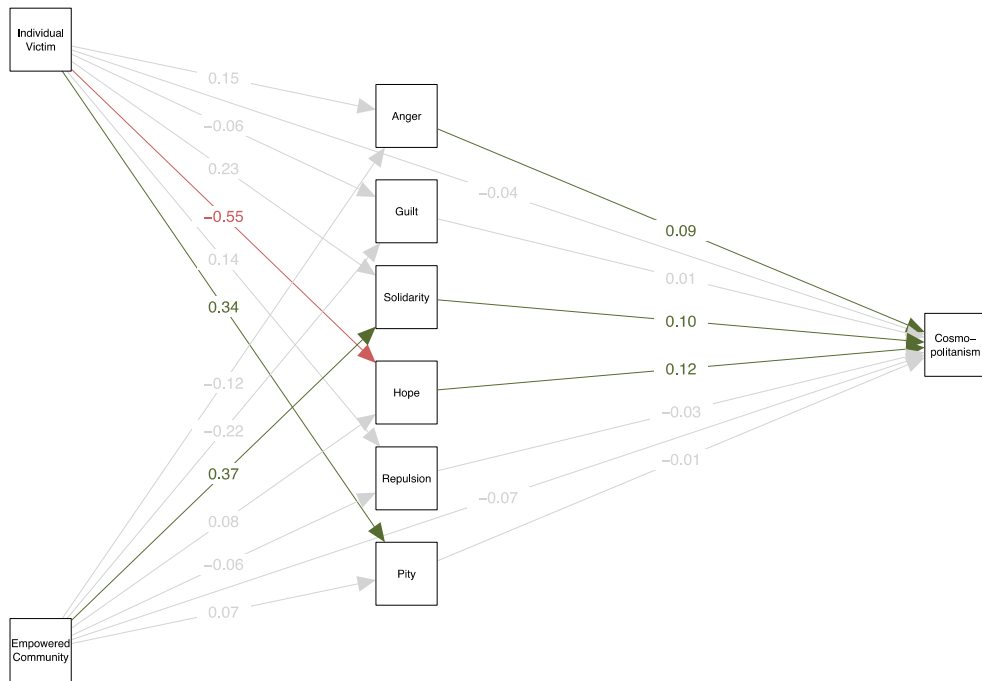 Individual
Victim
0.15
Anger
−0.06
−0.04
0.23
Guilt
−0.55
0.09
0.14
0.01
Solidarity
0.34
0.10
Cosmo−
politanism
0.12
−0.12
Hope
−0.03
−0.22
−0.01
0.37
Repulsion
−0.07
0.08
−0.06
Pity
0.07
Empowered
Community